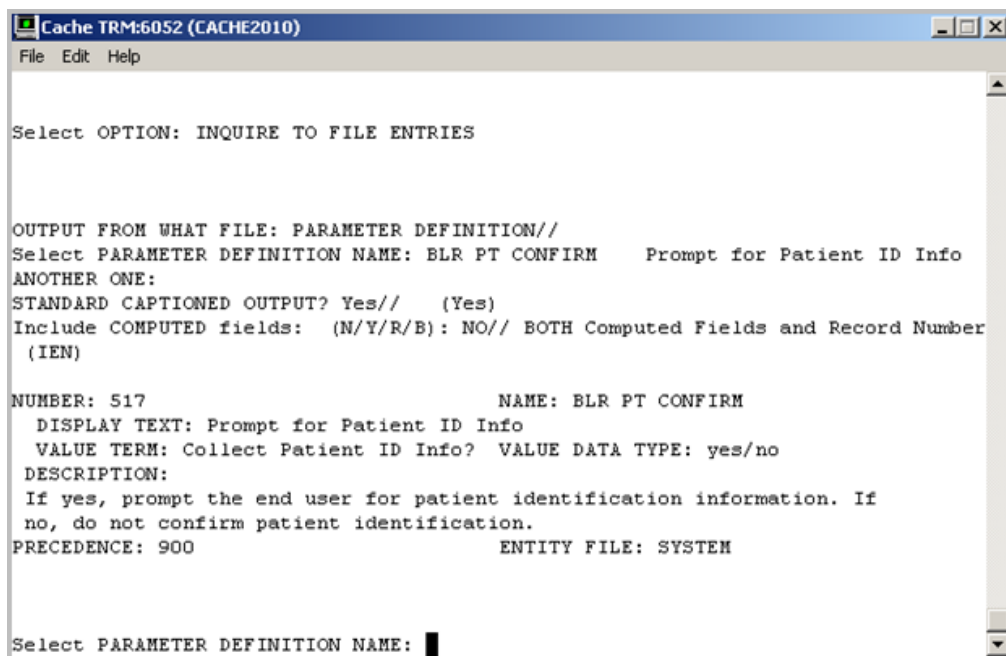 Cache TRM:6052 (CACHE2010)
File Edit Help
Select OPTION: INQUIRE TO FILE ENTRIES
OUTPUT FROM WHAT FILE: PARAMETER DEFINITION//
Select PARAMETER DEFINITION NAME: BLR PT CONFIRM    Prompt for Patient ID Info
ANOTHER ONE:
STANDARD CAPTIONED OUTPUT? Yes//   (Yes)
Include COMPUTED fields:  (N/Y/R/B): NO// BOTH Computed Fields and Record Number
(IEN)
NUMBER: 517                             NAME: BLR PT CONFIRM
DISPLAY TEXT: Prompt for Patient ID Info
VALUE TERM: Collect Patient ID Info?  VALUE DATA TYPE: yes/no
DESCRIPTION:
If yes, prompt the end user for patient identification information. If
no, do not confirm patient identification.
PRECEDENCE: 900                         ENTITY FILE: SYSTEM
Select PARAMETER DEFINITION NAME: